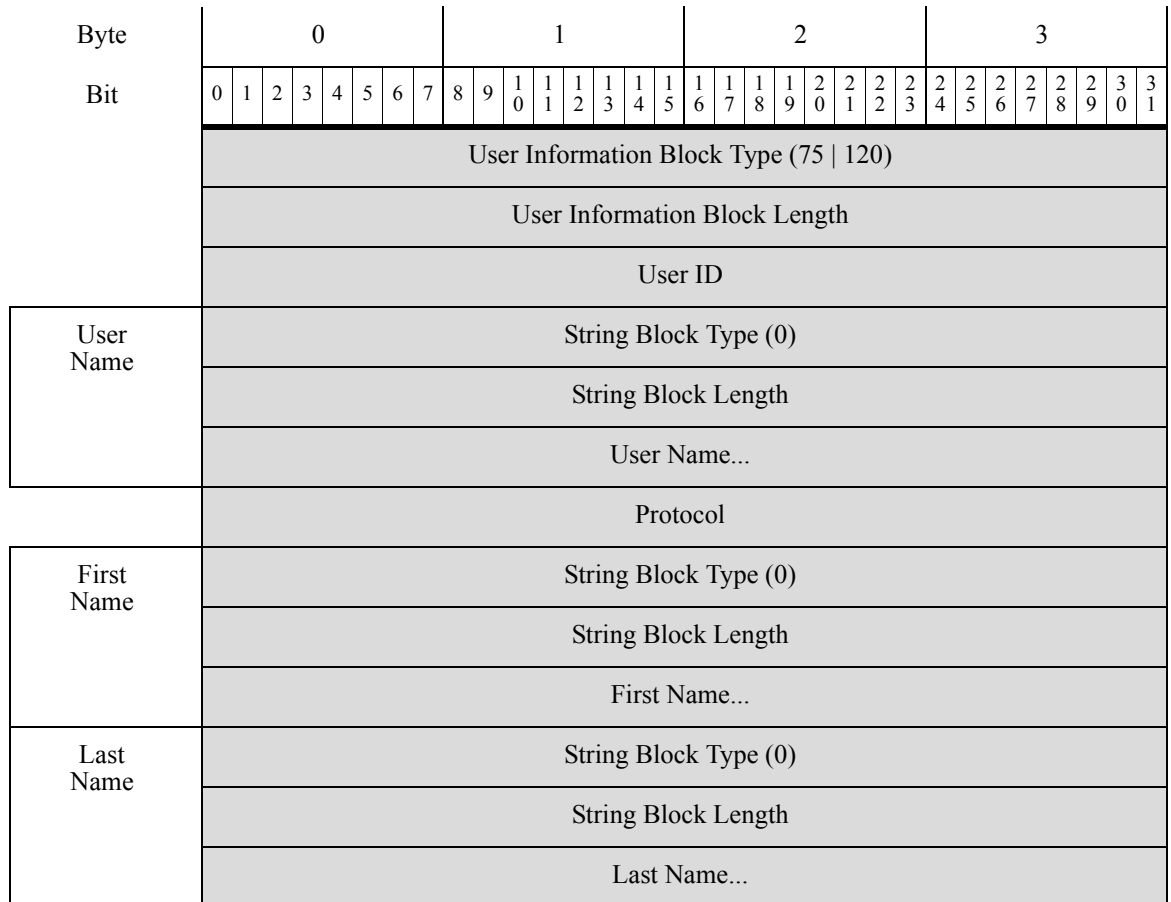 Byte 0 1 2 3
Bit 0 1 2 3 4 5 6 7 8 9 10 11 12 13 14 15 16 17 18 19 20 21 22 23 24 25 26 27 28 29 30 31
User Information Block Type (75 | 120)
User Information Block Length
User ID
User
Name
String Block Type (0)
String Block Length
User Name...
Protocol
First
Name
String Block Type (0)
String Block Length
First Name...
Last
Name
String Block Type (0)
String Block Length
Last Name...